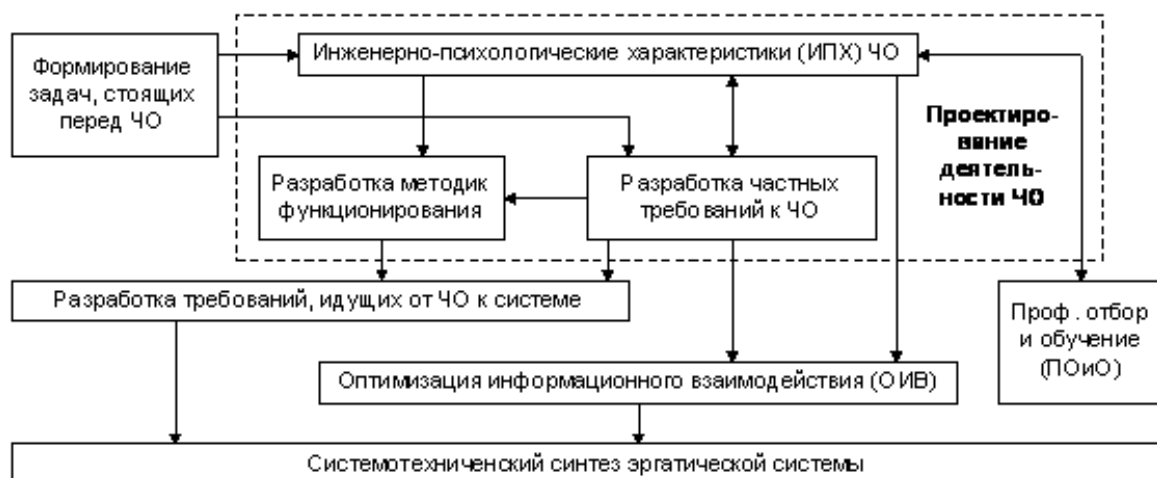 Инженерно-психологические характеристики (ИПХ) ЧО
Формирование
задач, стоящих
перед ЧО
Проектиро-
вание
деятель-
ности ЧО
Разработка методик
функционирования
Разработка частных
требований к ЧО
Разработка требований, идущих от ЧО к системе
Проф. отбор
и обучение
(ПОиО)
Оптимизация информационного взаимодействия (ОИВ)
Системотехниченский синтез эргатической системы